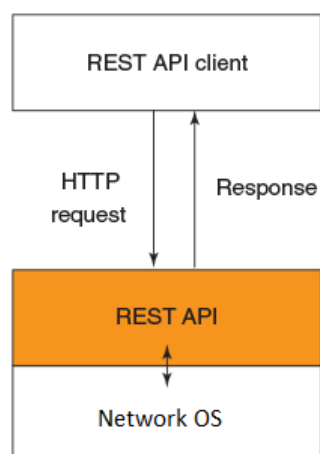 REST API client
HTTP
request
Response
REST API
Network OS